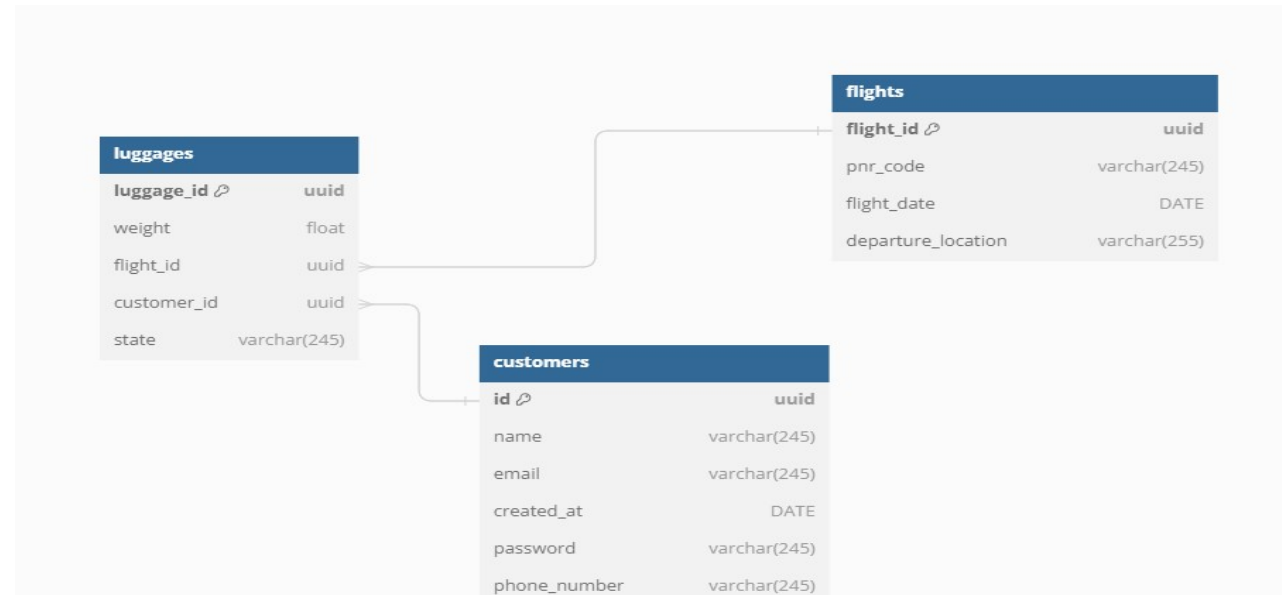 luggages
luggage_id uuid
weight float
flight_id uuid
customer_id uuid
state varchar(245)
flights
flight_id uuid
pnr_code varchar(245)
flight_date DATE
departure_location varchar(255)
customers
id uuid
name varchar(245)
email varchar(245)
created_at DATE
password varchar(245)
phone_number varchar(245)